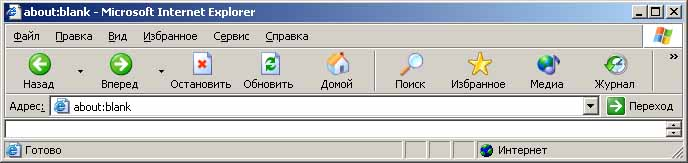 about:blank - Microsoft Internet Explorer
Файл Правка Вид Избранное Сервис Справка
Назад Вперед Остановить Обновить Домой Поиск Избранное Медиа Журнал »
Адрес: about:blank Переход
Готово Интернет